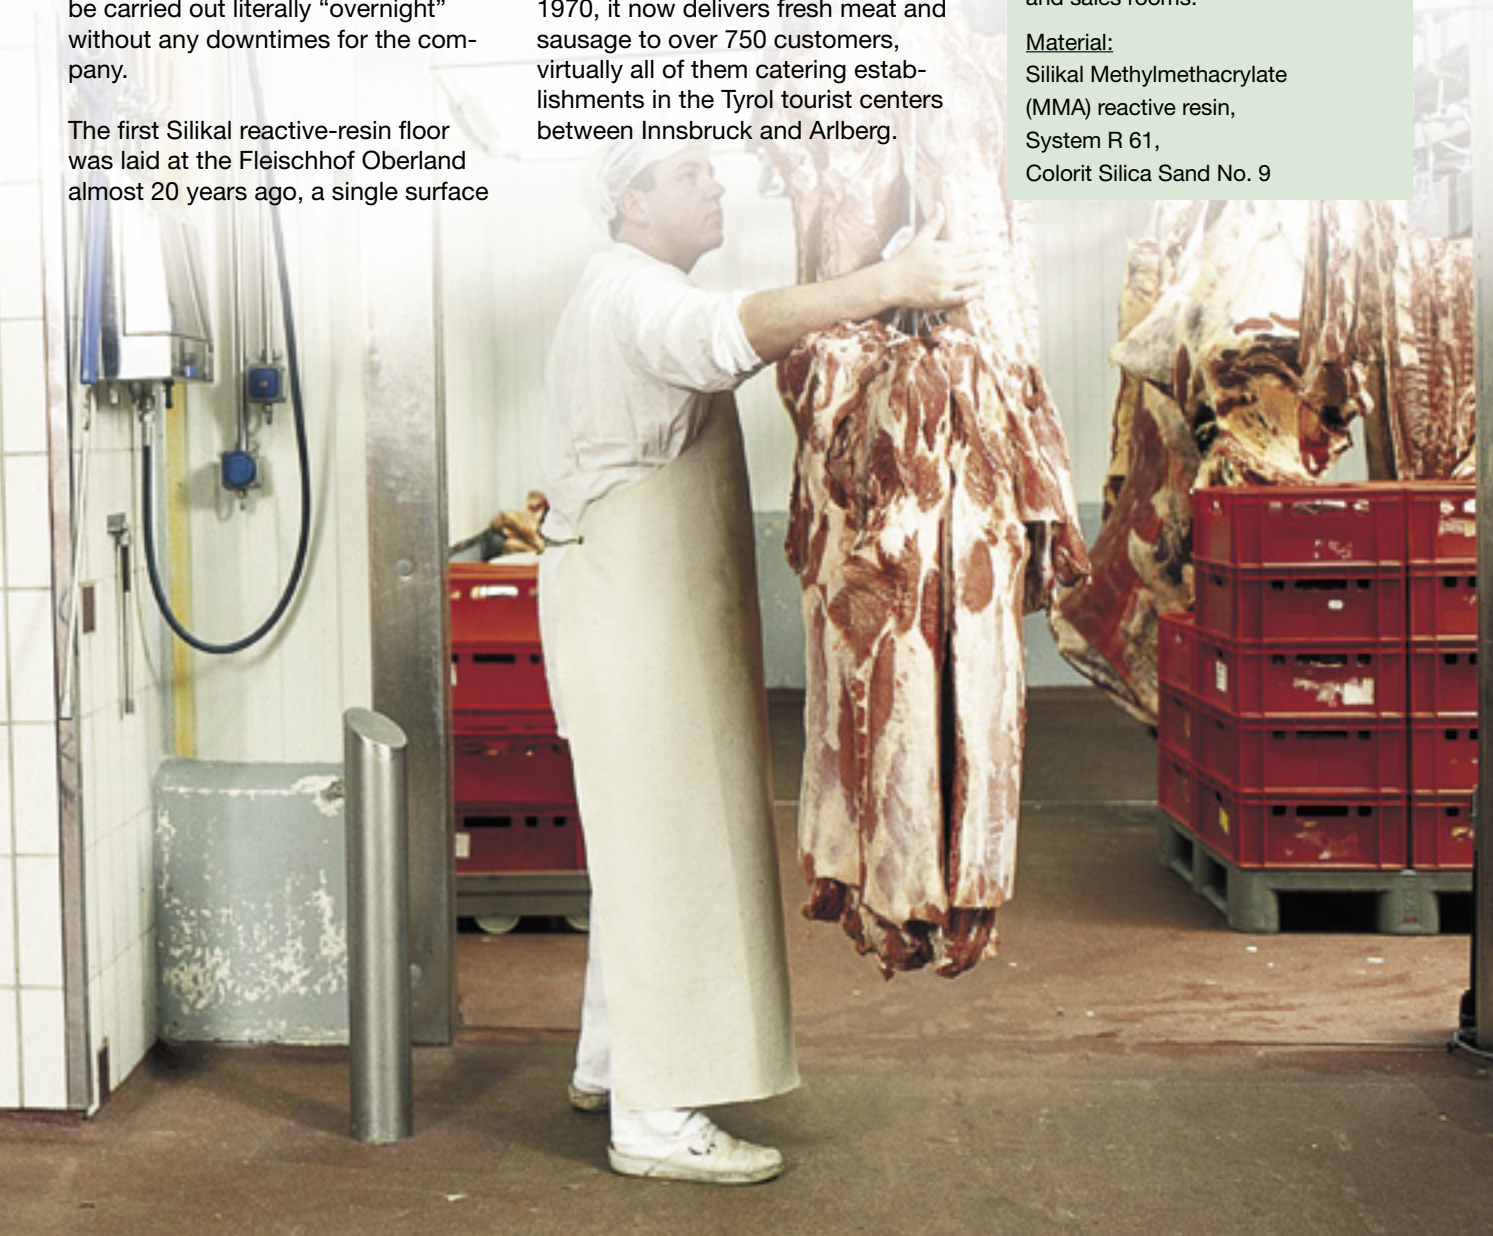 be carried out literally “overnight”
without any downtimes for the com-
pany.
The first Silikal reactive-resin floor
was laid at the Fleischhof Oberland
almost 20 years ago, a single surface
1970, it now delivers fresh meat and
sausage to over 750 customers,
virtually all of them catering estab-
lishments in the Tyrol tourist centers
between Innsbruck and Arlberg.
and sales rooms.
Material:
Silikal Methylmethacrylate
(MMA) reactive resin,
System R 61,
Colorit Silica Sand No. 9